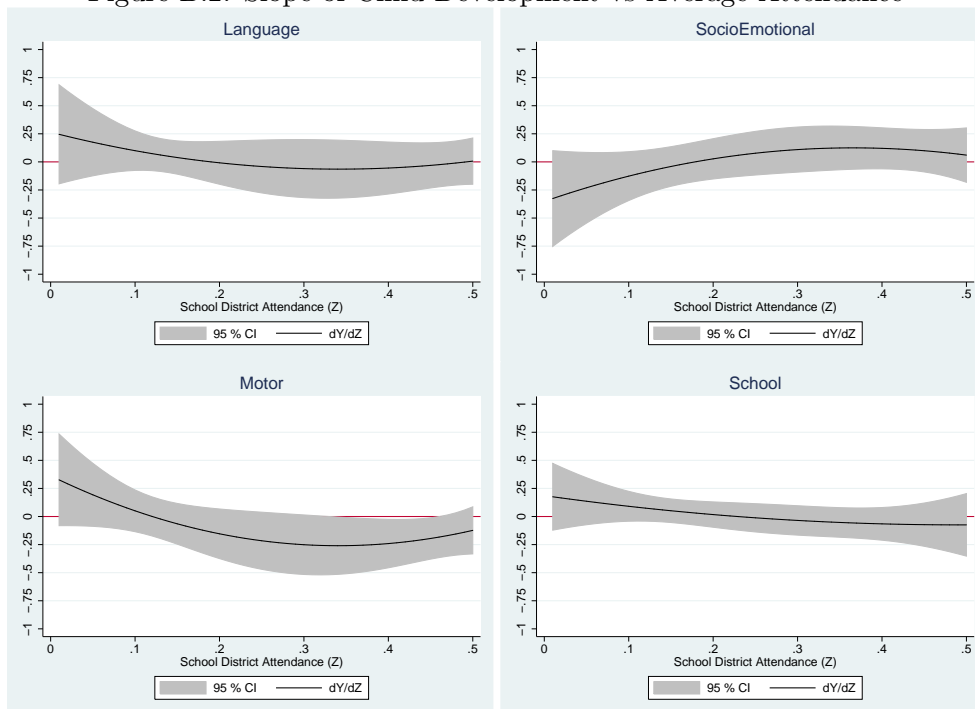 Figure Slope of Child Development vs Average Attendance
Language
1
.75
.5
.25
0
−.25
−.5
−.75
−1
0 .1 .2 .3 .4 .5
School District Attendance (Z)
95 % CI dY/dZ
SocioEmotional
1
.75
.5
.25
0
−.25
−.5
−.75
−1
0 .1 .2 .3 .4 .5
School District Attendance (Z)
95 % CI dY/dZ
Motor
1
.75
.5
.25
0
−.25
−.5
−.75
−1
0 .1 .2 .3 .4 .5
School District Attendance (Z)
95 % CI dY/dZ
School
1
.75
.5
.25
0
−.25
−.5
−.75
−1
0 .1 .2 .3 .4 .5
School District Attendance (Z)
95 % CI dY/dZ